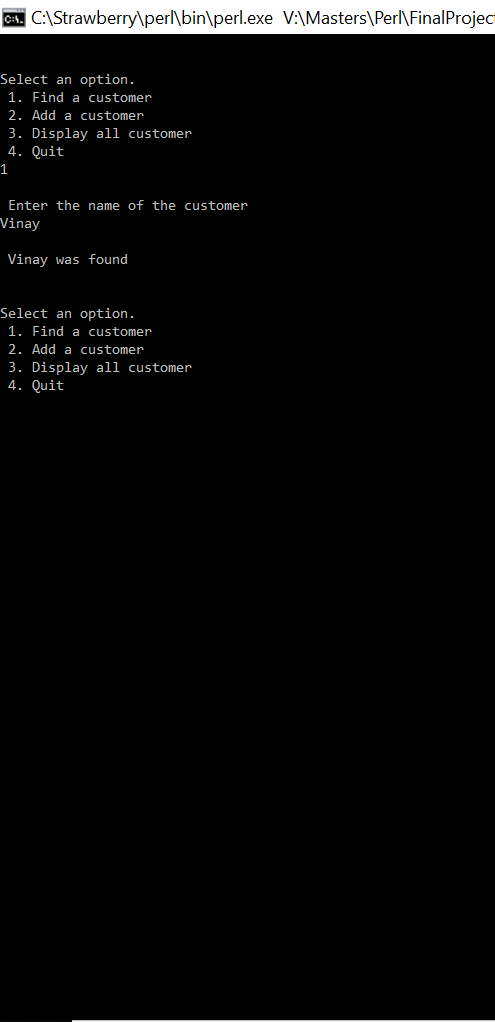 C:\Strawberry\perl\bin\perl.exe V:\Masters\Perl\FinalProjec
Select an option.
1. Find a customer
2. Add a customer
3. Display all customer
4. Quit
1
Enter the name of the customer
Vinay
Vinay was found
Select an option.
1. Find a customer
2. Add a customer
3. Display all customer
4. Quit